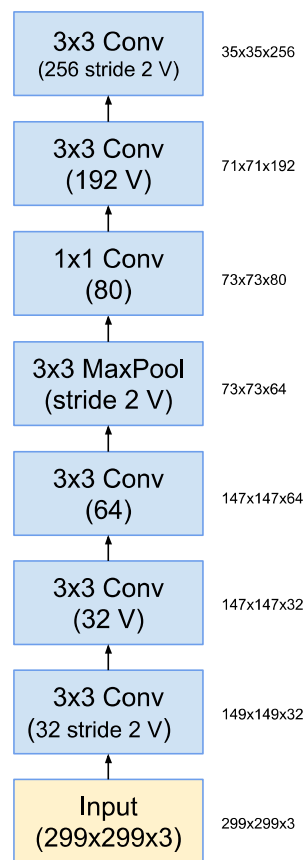 3x3 Conv
(256 stride 2 V)
35x35x256
3x3 Conv
(192 V)
71x71x192
1x1 Conv
(80)
73x73x80
3x3 MaxPool
(stride 2 V)
73x73x64
3x3 Conv
(64)
147x147x64
3x3 Conv
(32 V)
147x147x32
3x3 Conv
(32 stride 2 V)
149x149x32
Input
(299x299x3)
299x299x3